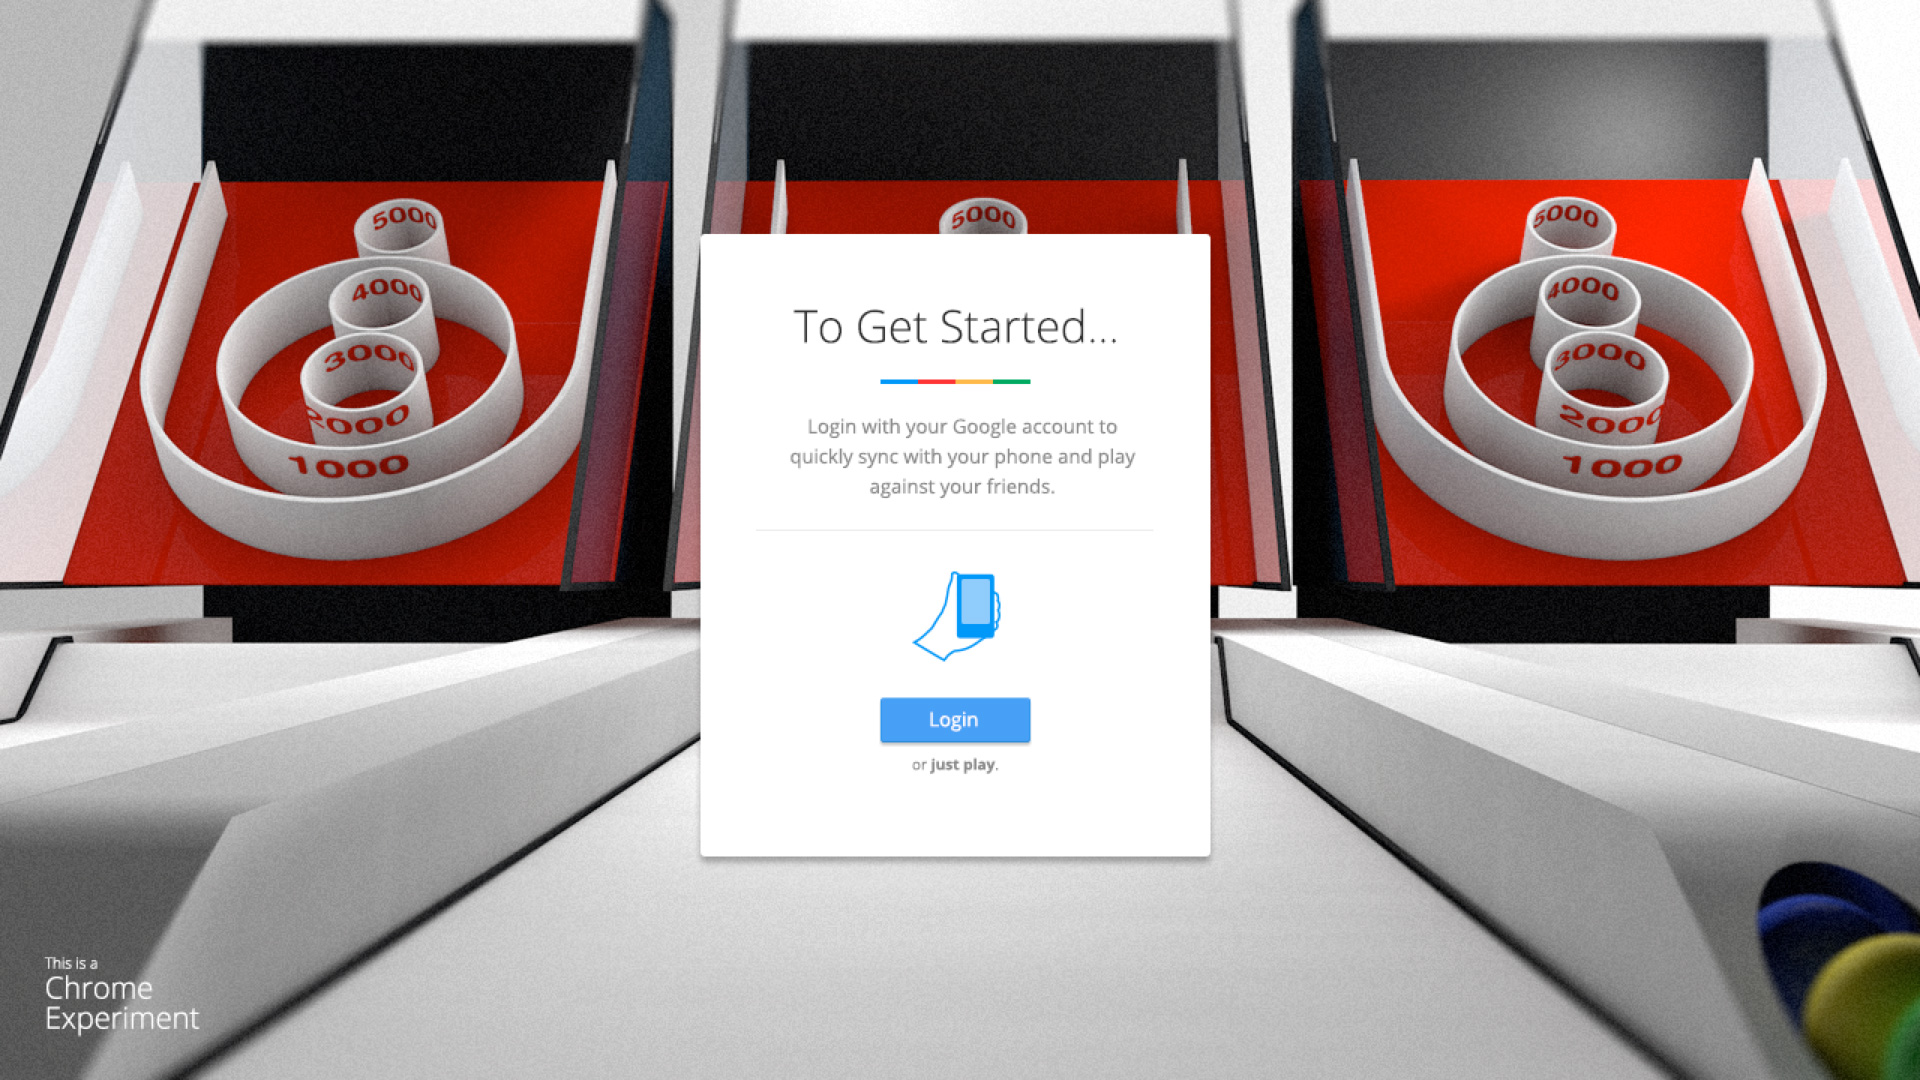 5000
4000
3000
2000
1000
5000
5000
4000
3000
2000
1000
To Get Started...
Login with your Google account to
quickly sync with your phone and play
against your friends.
Login
or just play.
This is a
Chrome
Experiment